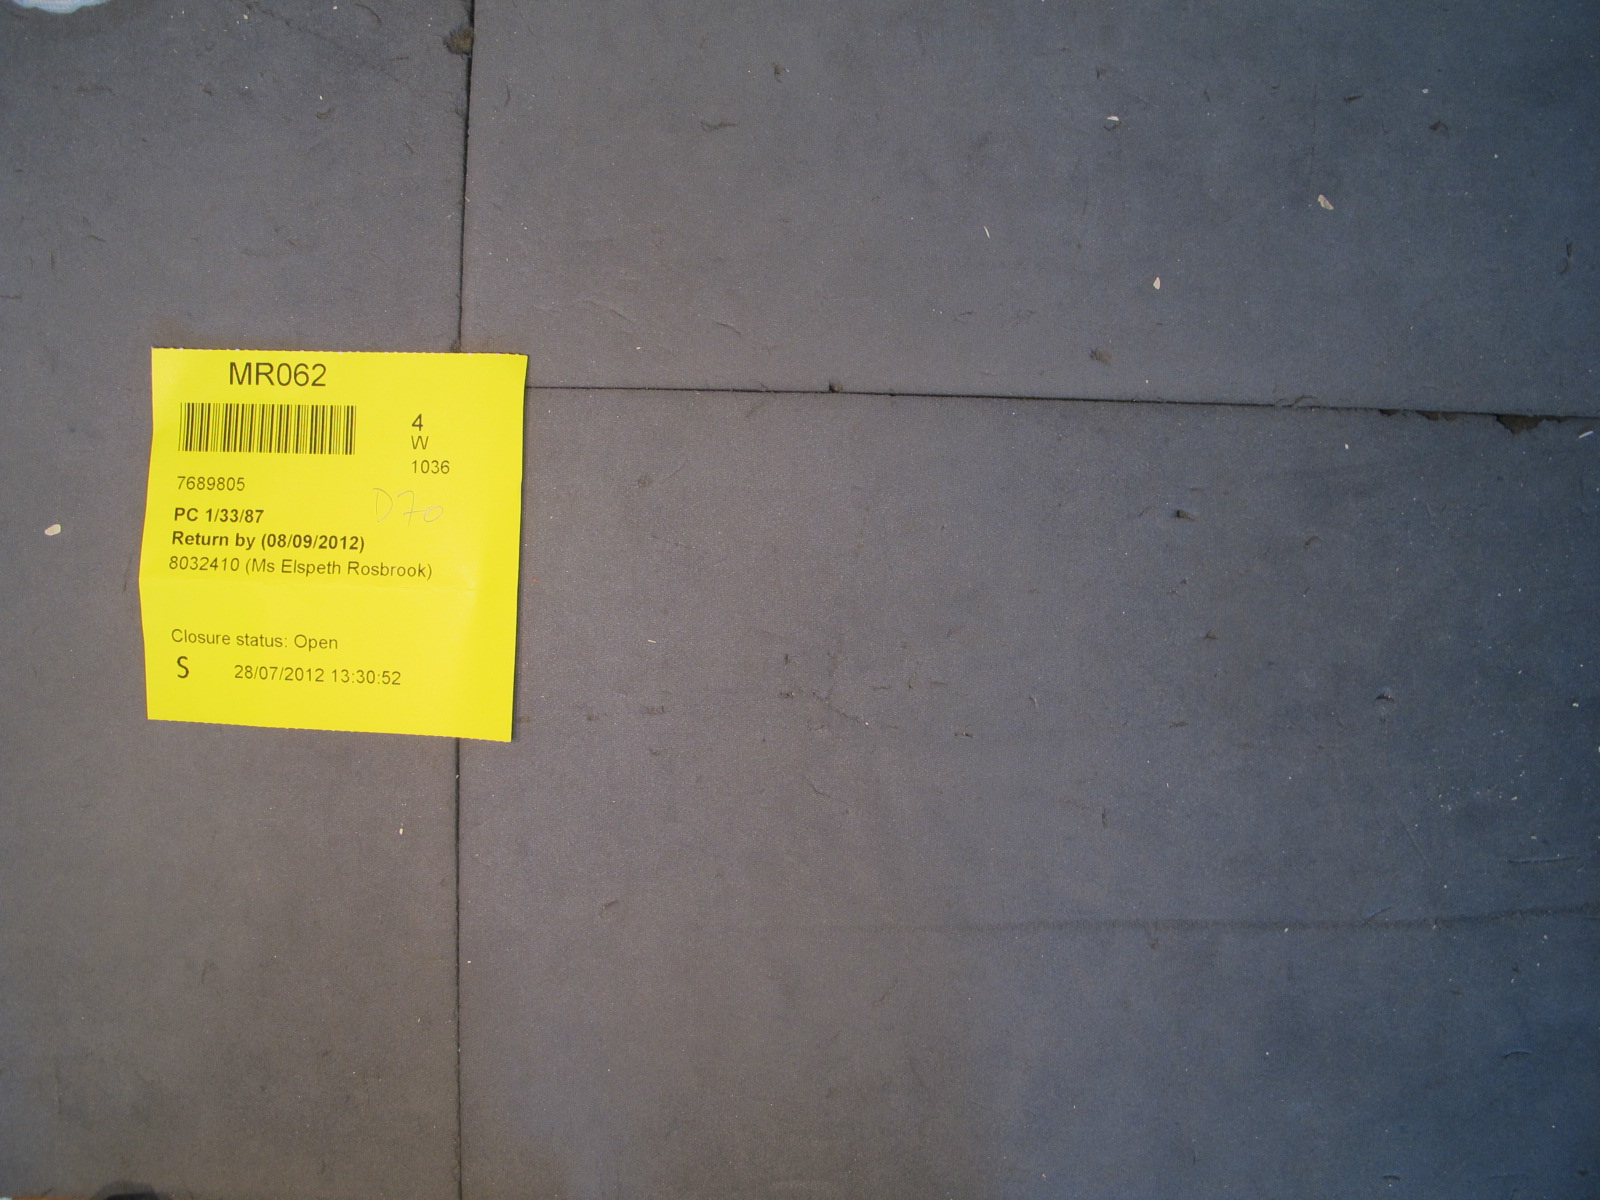 MR062
4
W
1036
7689805
D70
PC 1/33/87
Return by (08/09/2012)
8032410 (Ms Elspeth Rosbrook)
Closure status: Open
S 28/07/2012 13:30:52